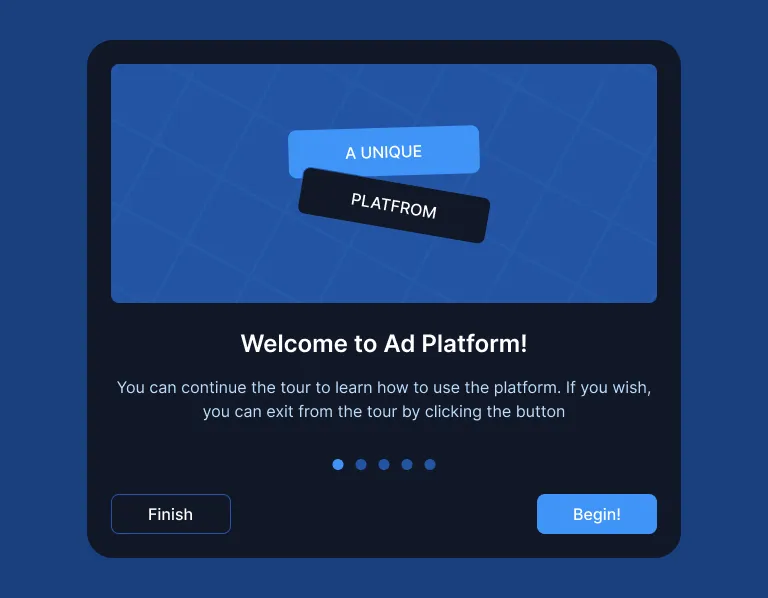 A UNIQUE
PLATFROM
Welcome to Ad Platform!
You can continue the tour to learn how to use the platform. If you wish,
you can exit from the tour by clicking the button
Finish
Begin!